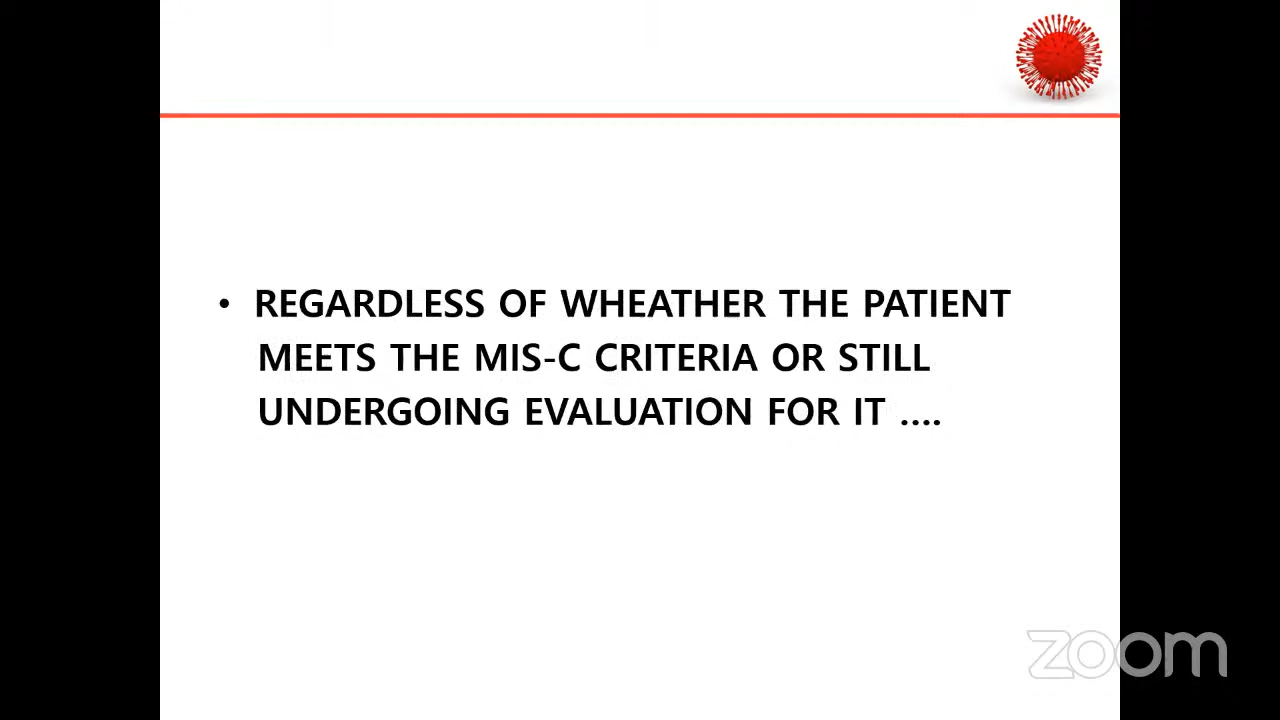 • REGARDLESS OF WHEATHER THE PATIENT
MEETS THE MIS-C CRITERIA OR STILL
UNDERGOING EVALUATION FOR IT ....
zoom